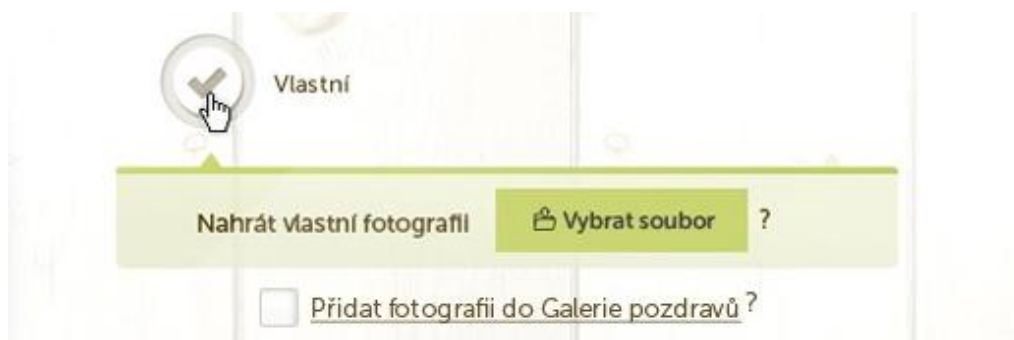 Vlastní
Nahrát vlastní fotografii Vybrat soubor ?
Přidat fotografii do Galerie pozdravů ?